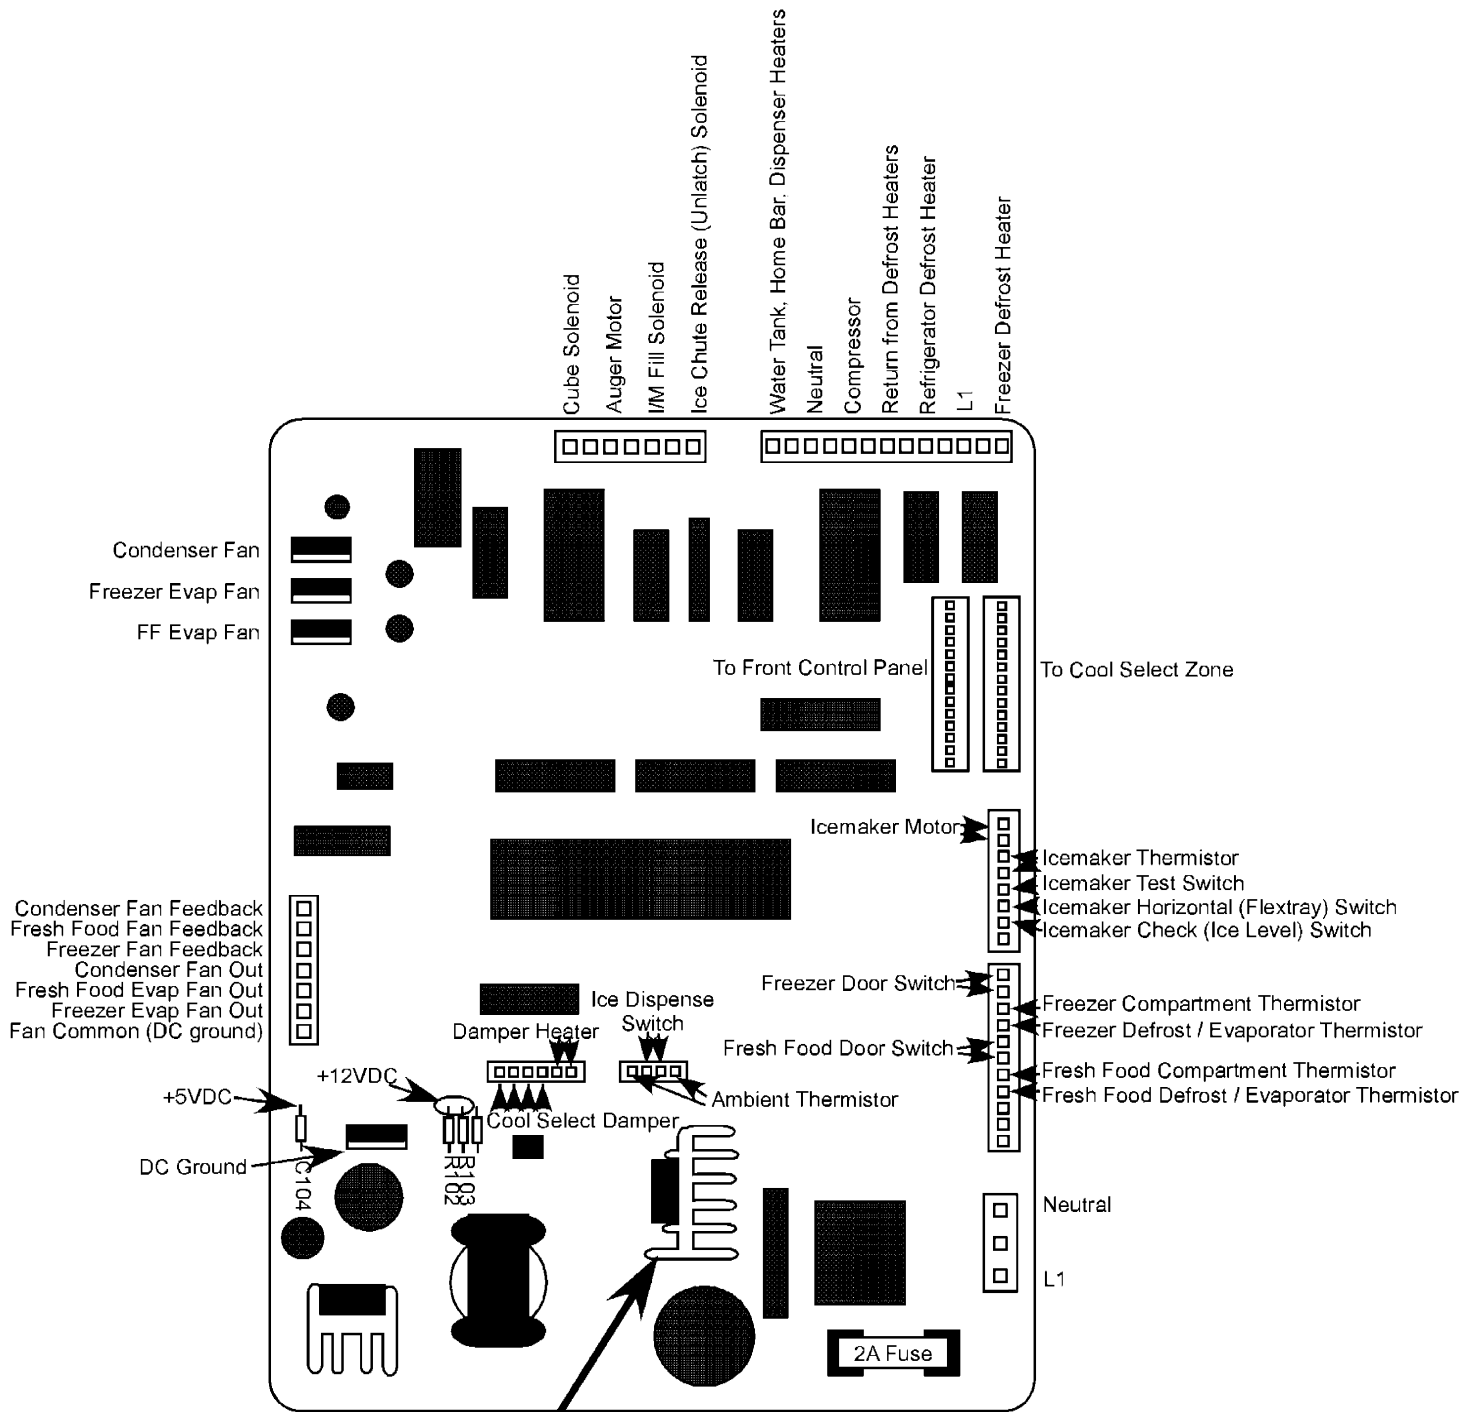 Cube Solenoid
Auger Motor
I/M Fill Solenoid
Ice Chute Release (Unlatch) Solenoid
Water Tank, Home Bar, Dispenser Heaters
Neutral
Compressor
Return from Defrost Heaters
Refrigerator Defrost Heater
L1
Freezer Defrost Heater
Condenser Fan
Freezer Evap Fan
FF Evap Fan
To Front Control Panel
To Cool Select Zone
Icemaker Motor
Icemaker Thermistor
Icemaker Test Switch
Icemaker Horizontal (Flextray) Switch
Icemaker Check (Ice Level) Switch
Condenser Fan Feedback
Fresh Food Fan Feedback
Freezer Fan Feedback
Condenser Fan Out
Fresh Food Evap Fan Out
Freezer Evap Fan Out
Fan Common (DC ground)
Freezer Door Switch
Freezer Compartment Thermistor
Freezer Defrost / Evaporator Thermistor
Fresh Food Door Switch
Fresh Food Compartment Thermistor
Fresh Food Defrost / Evaporator Thermistor
Ice Dispense
Switch
Damper Heater
+12VDC
+5VDC
Ambient Thermistor
Cool Select Damper
DC Ground
C104
R102
R103
Neutral
L1
2A Fuse